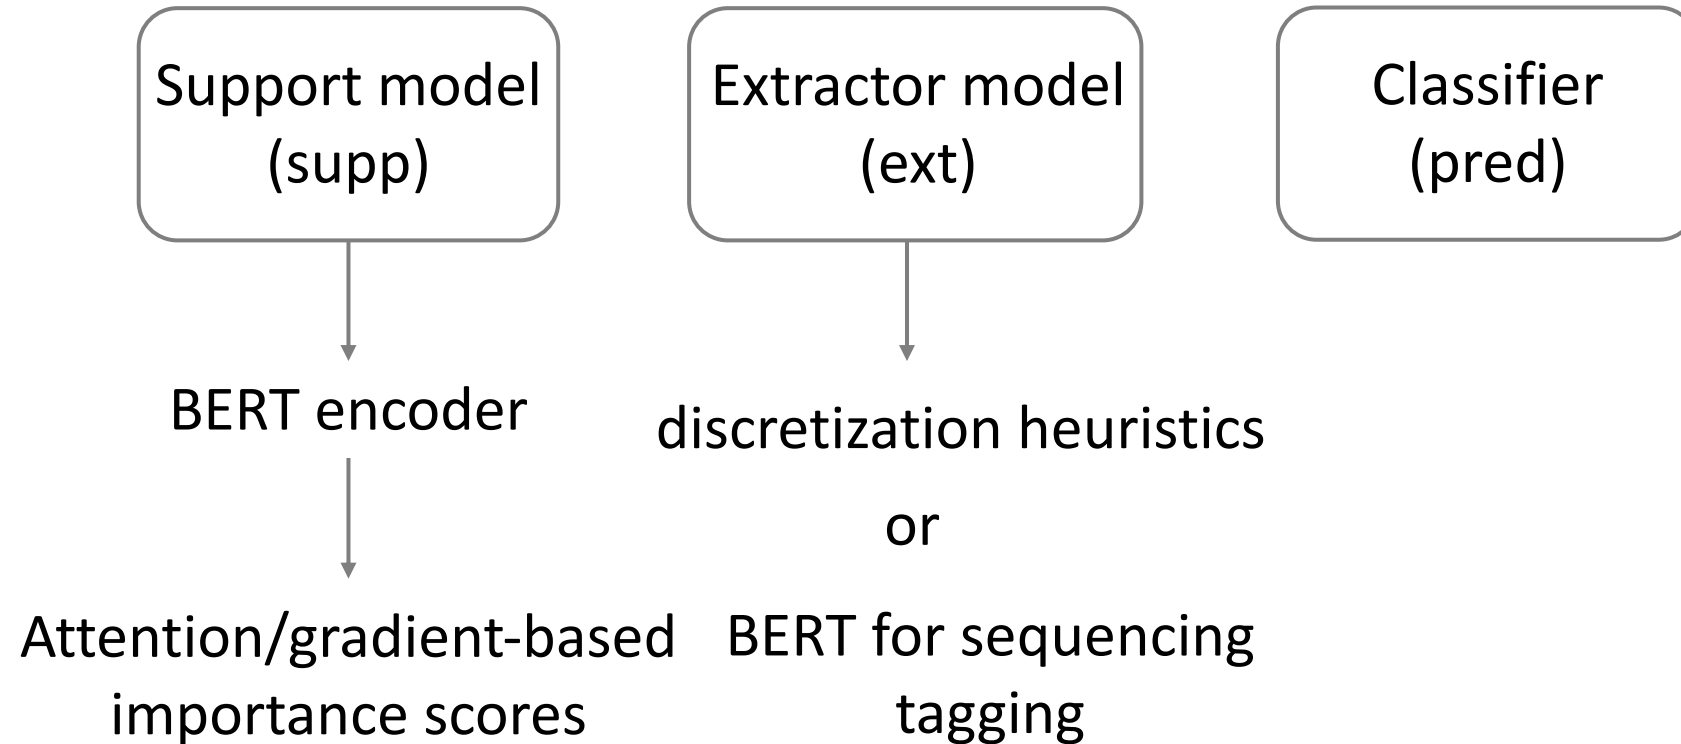 Support model
(supp)
Extractor model
(ext)
Classifier
(pred)
BERT encoder
discretization heuristics
or
Attention/gradient-based
importance scores
BERT for sequencing
tagging